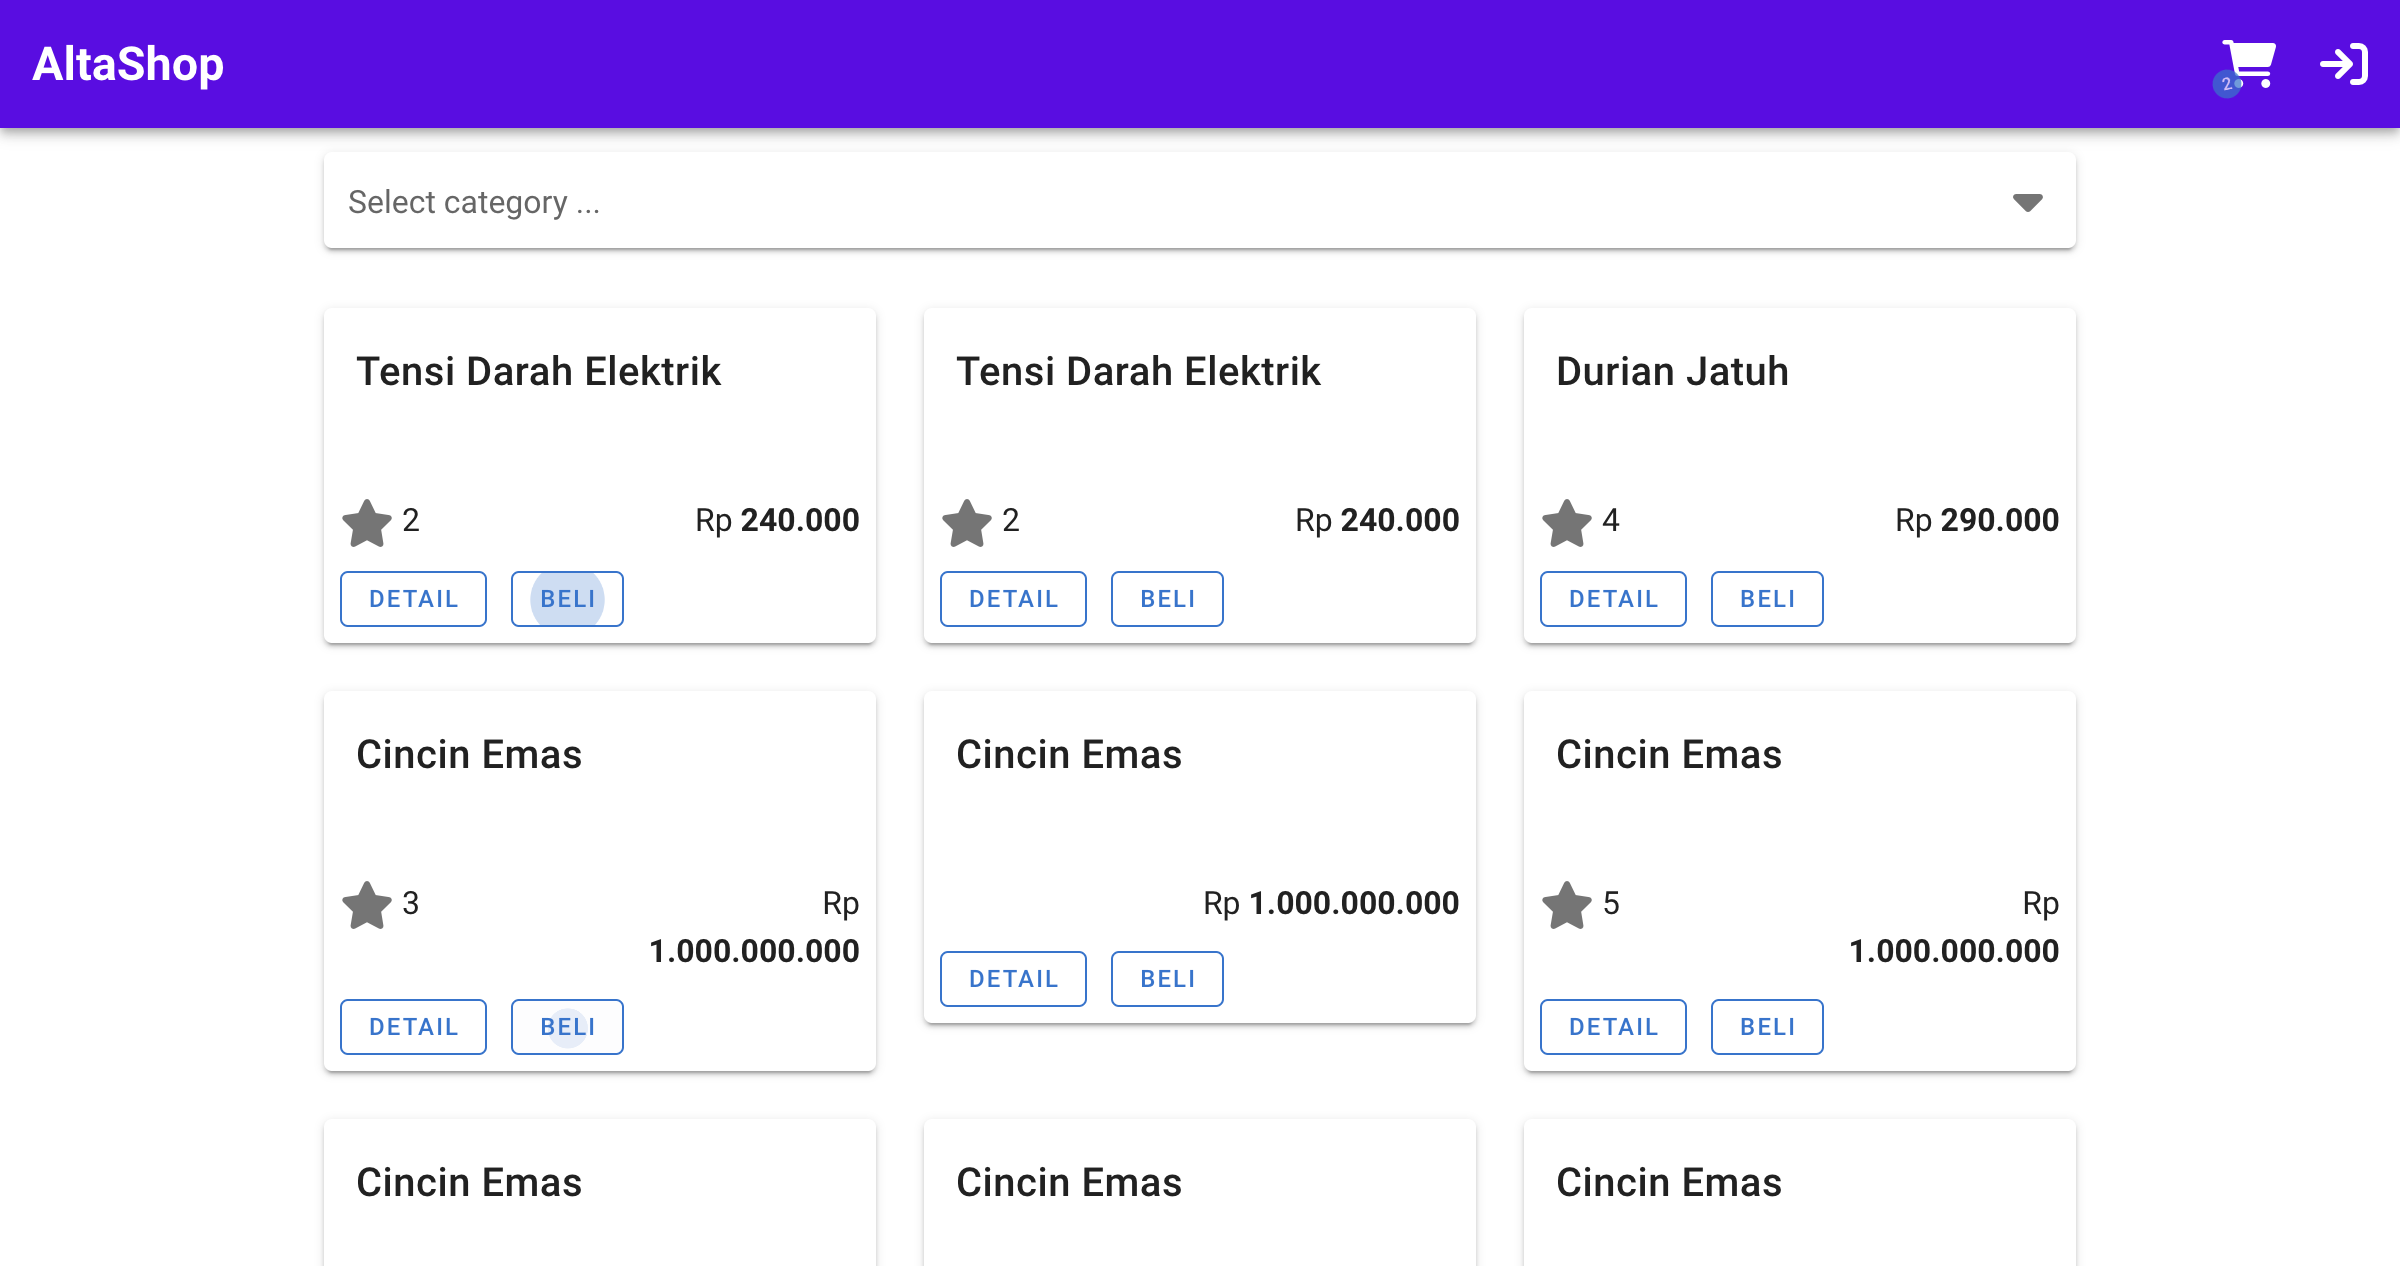 AltaShop
2
Select category ...
Tensi Darah Elektrik
2
Rp 240.000
DETAIL
BELI
Tensi Darah Elektrik
2
Rp 240.000
DETAIL
BELI
Durian Jatuh
4
Rp 290.000
DETAIL
BELI
Cincin Emas
3
Rp
1.000.000.000
DETAIL
BELI
Cincin Emas
Rp 1.000.000.000
DETAIL
BELI
Cincin Emas
5
Rp
1.000.000.000
DETAIL
BELI
Cincin Emas
Cincin Emas
Cincin Emas